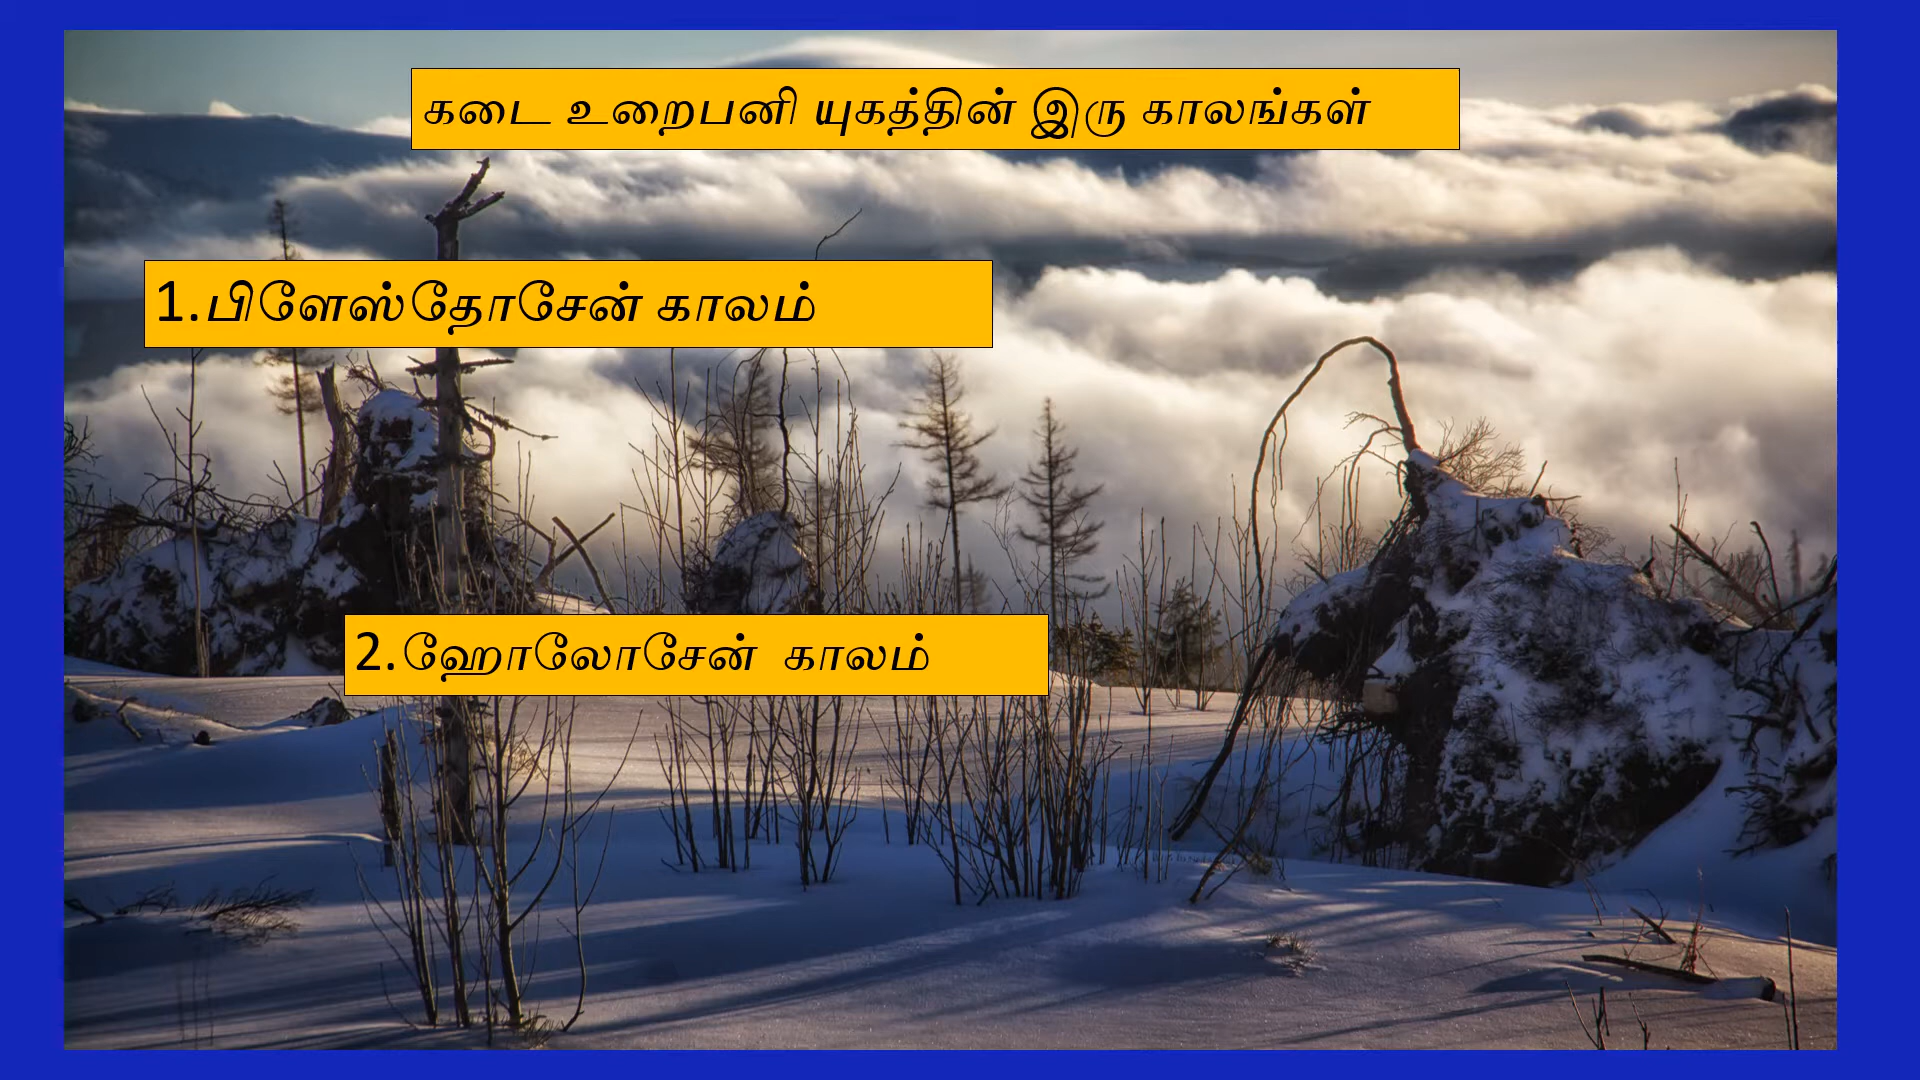 கடை உறைபனி யுகத்தின் இரு காலங்கள்
1.பிளேஸ்தோசேன் காலம்
2.ஹோலோசேன் காலம்